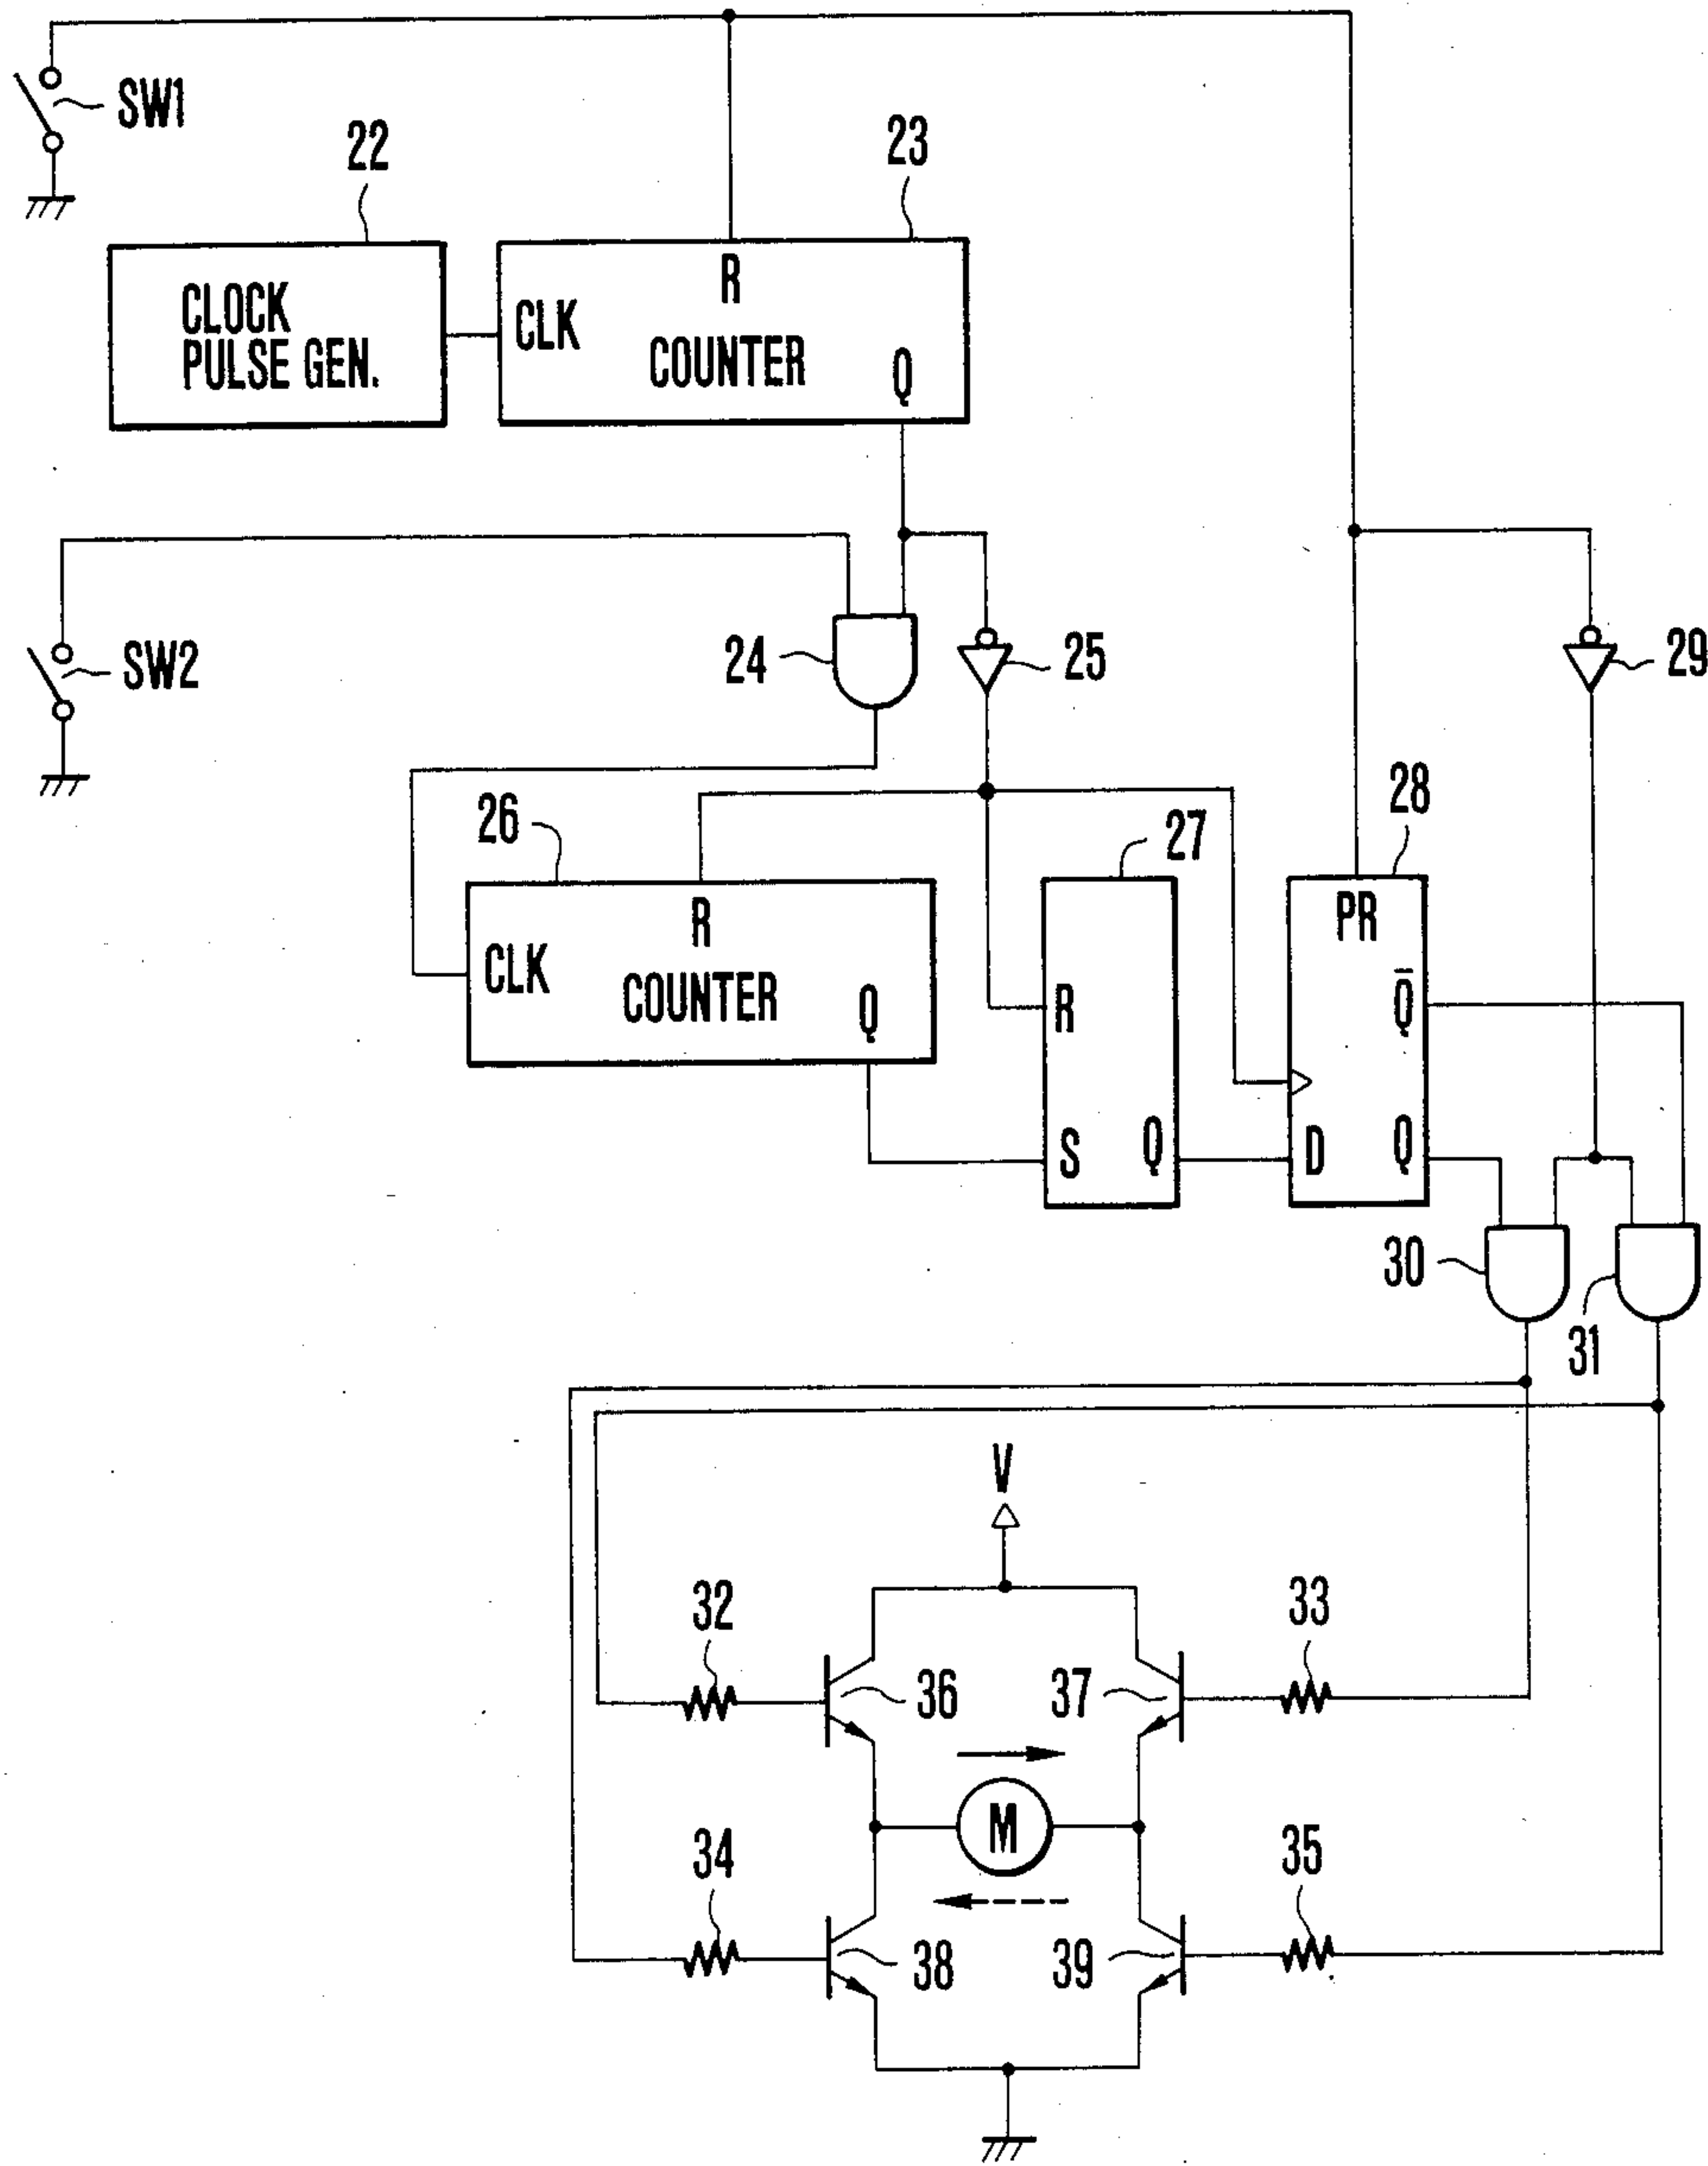 SW1
22
23
CLOCK
PULSE GEN.
CLK
R
COUNTER
Q
SW2
24
25
29
26
27
28
CLK
R
COUNTER
Q
R
S
Q
PR
Q̅
D
Q
30
31
V
32
33
36
37
M
34
35
38
39